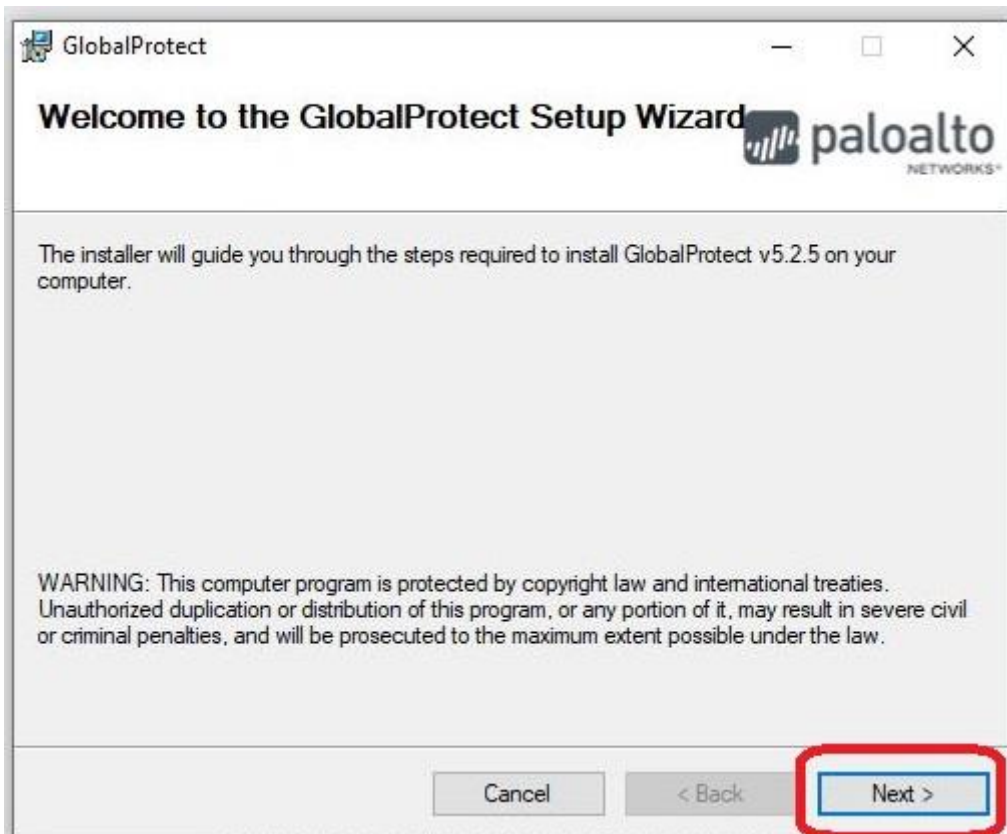 GlobalProtect
Welcome to the GlobalProtect Setup Wizard
paloalto
NETWORKS®
The installer will guide you through the steps required to install GlobalProtect v5.2.5 on your
computer.
WARNING: This computer program is protected by copyright law and international treaties.
Unauthorized duplication or distribution of this program, or any portion of it, may result in severe civil
or criminal penalties, and will be prosecuted to the maximum extent possible under the law.
Cancel
< Back
Next >